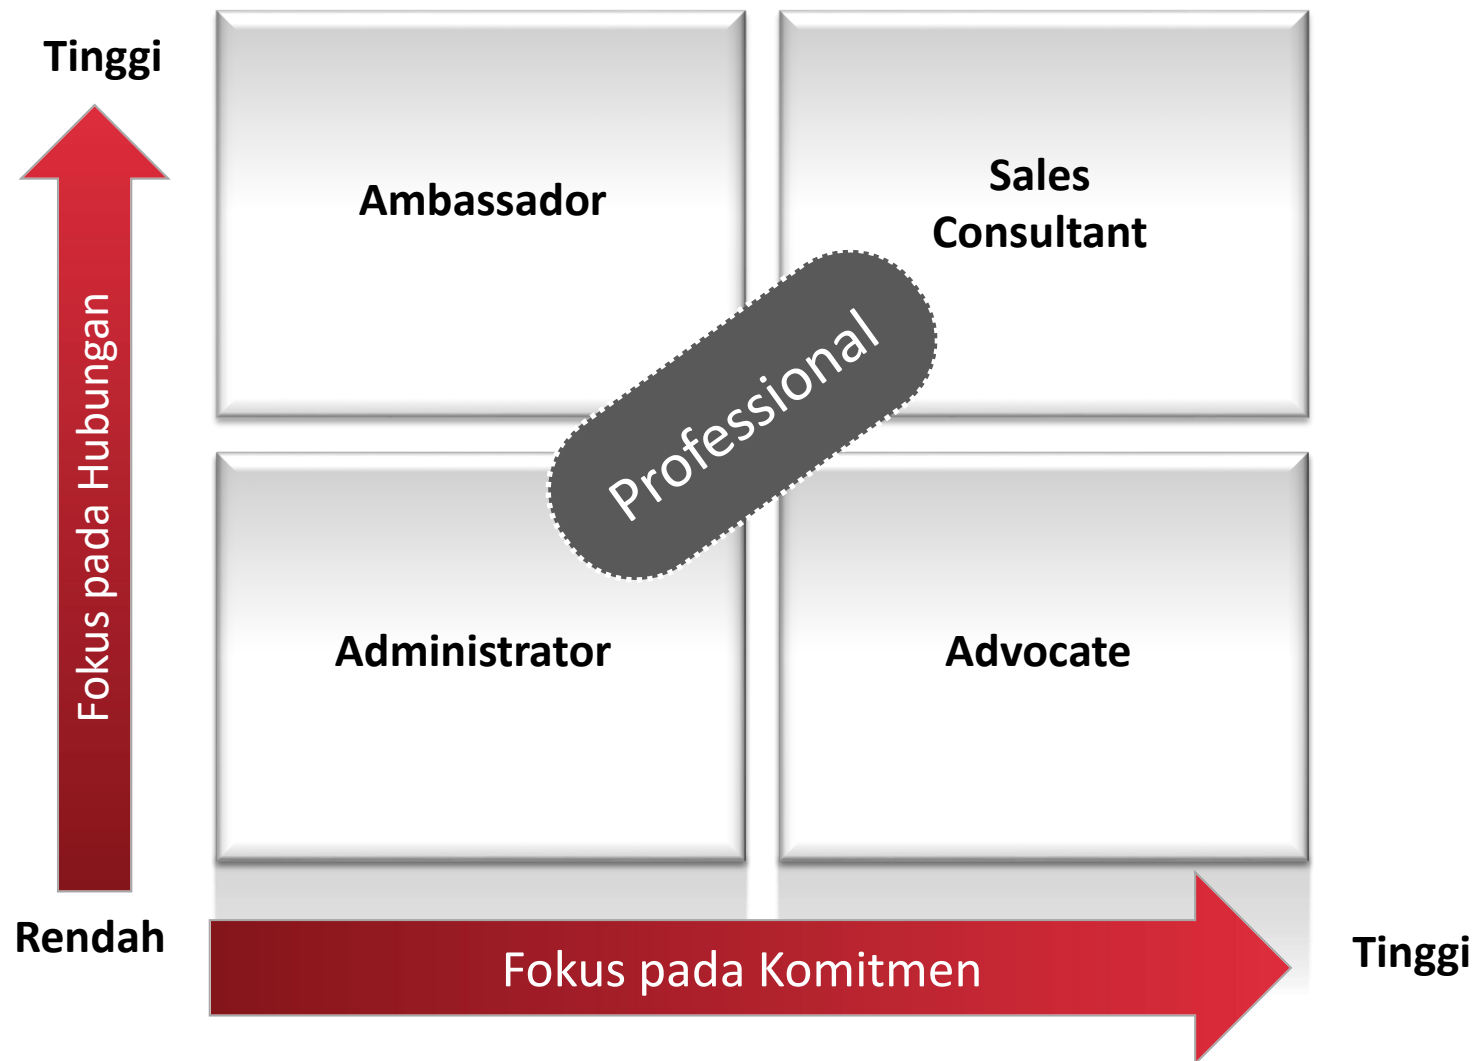 Tinggi
Ambassador
Sales
Consultant
Fokus pada Hubungan
Professional
Administrator
Advocate
Rendah
Fokus pada Komitmen
Tinggi